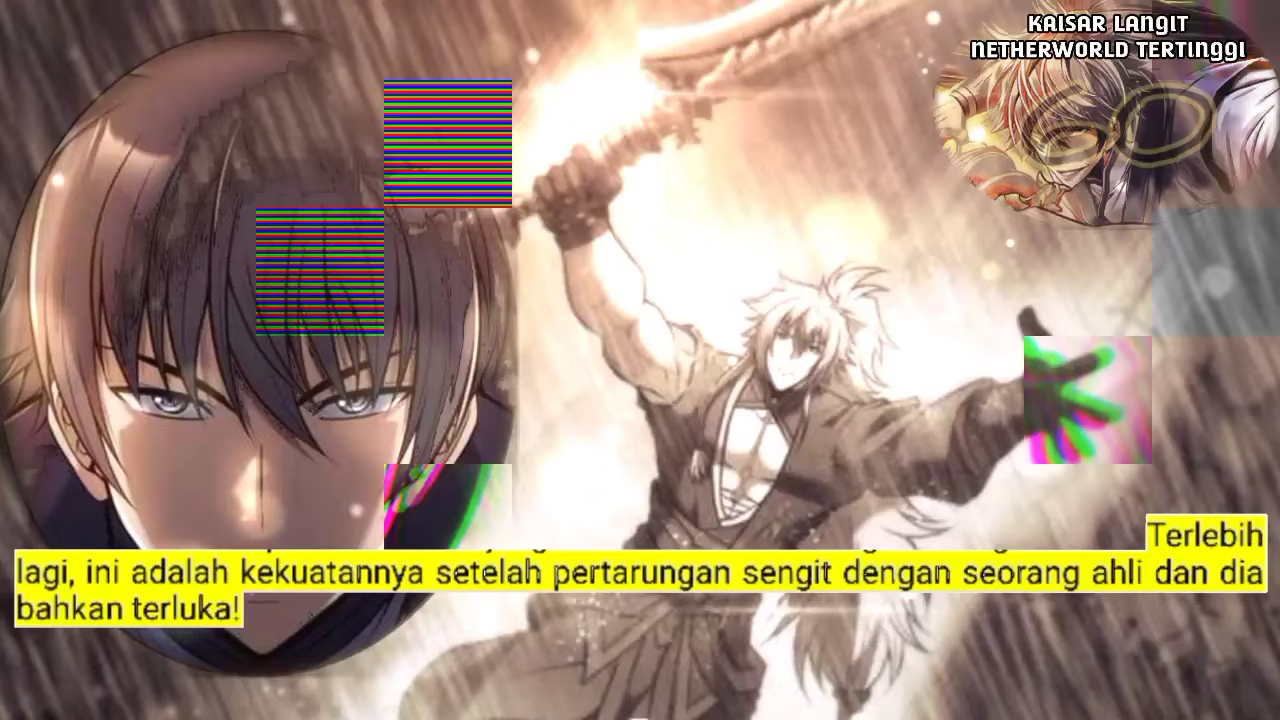 KAISAR LANGIT
NETHERWORLD TERTINGGI
Terlebih
lagi, ini adalah kekuatannya setelah pertarungan sengit dengan seorang ahli dan dia
bahkan terluka!